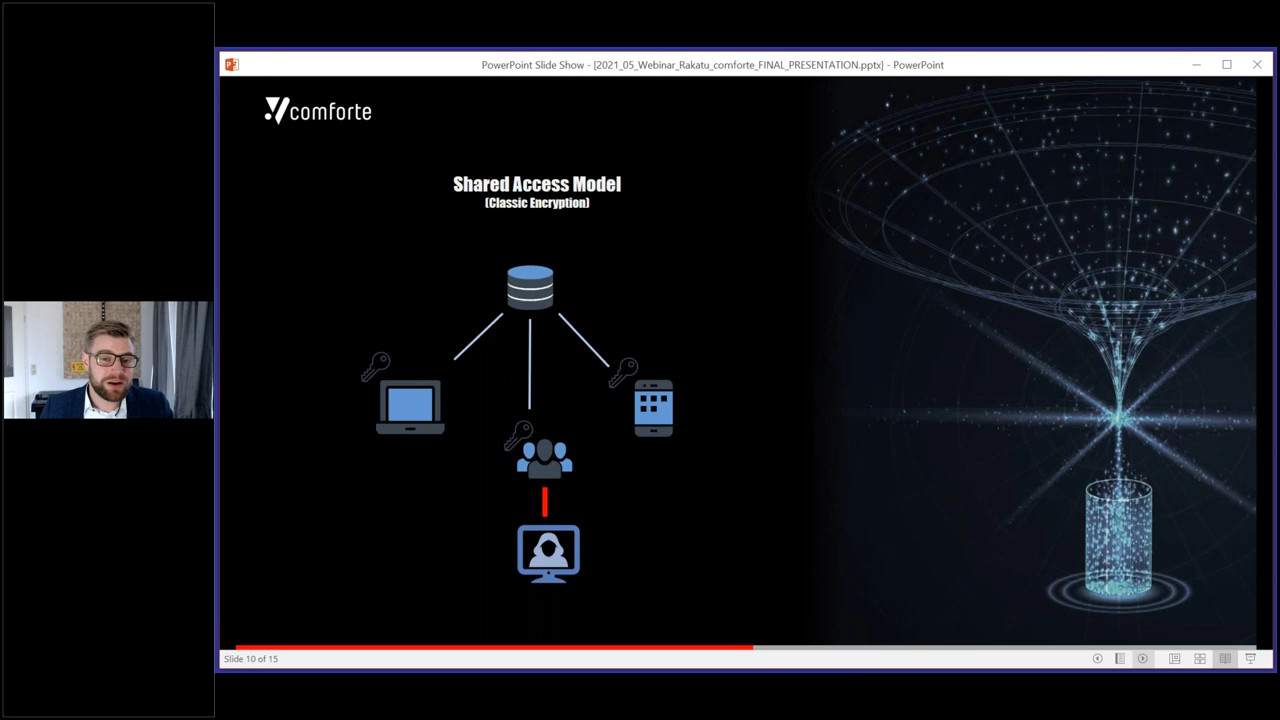 PowerPoint Slide Show - [2021_05_Webinar_Rakatu_comforte_FINAL_PRESENTATION.pptx] - PowerPoint
comforte
Shared Access Model
(Classic Encryption)
Slide 10 of 15